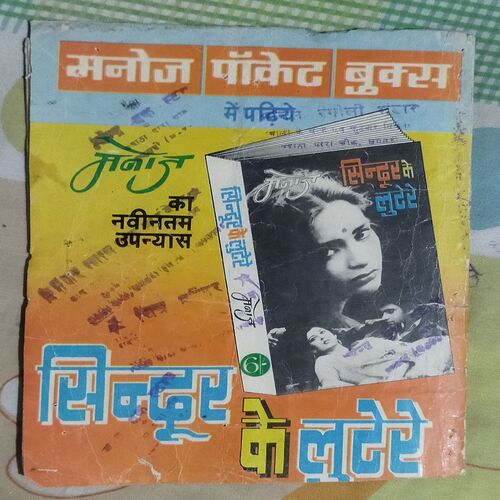 मनोज पॉकेट बुक्स
में पढ़िये
मनोज
का
नवीनतम
उपन्यास
मनोज
सिन्दूर के
लुटेरे
सिन्दूर के लुटेरे
मनोज
6/-
सिन्दूर
के लुटेरे